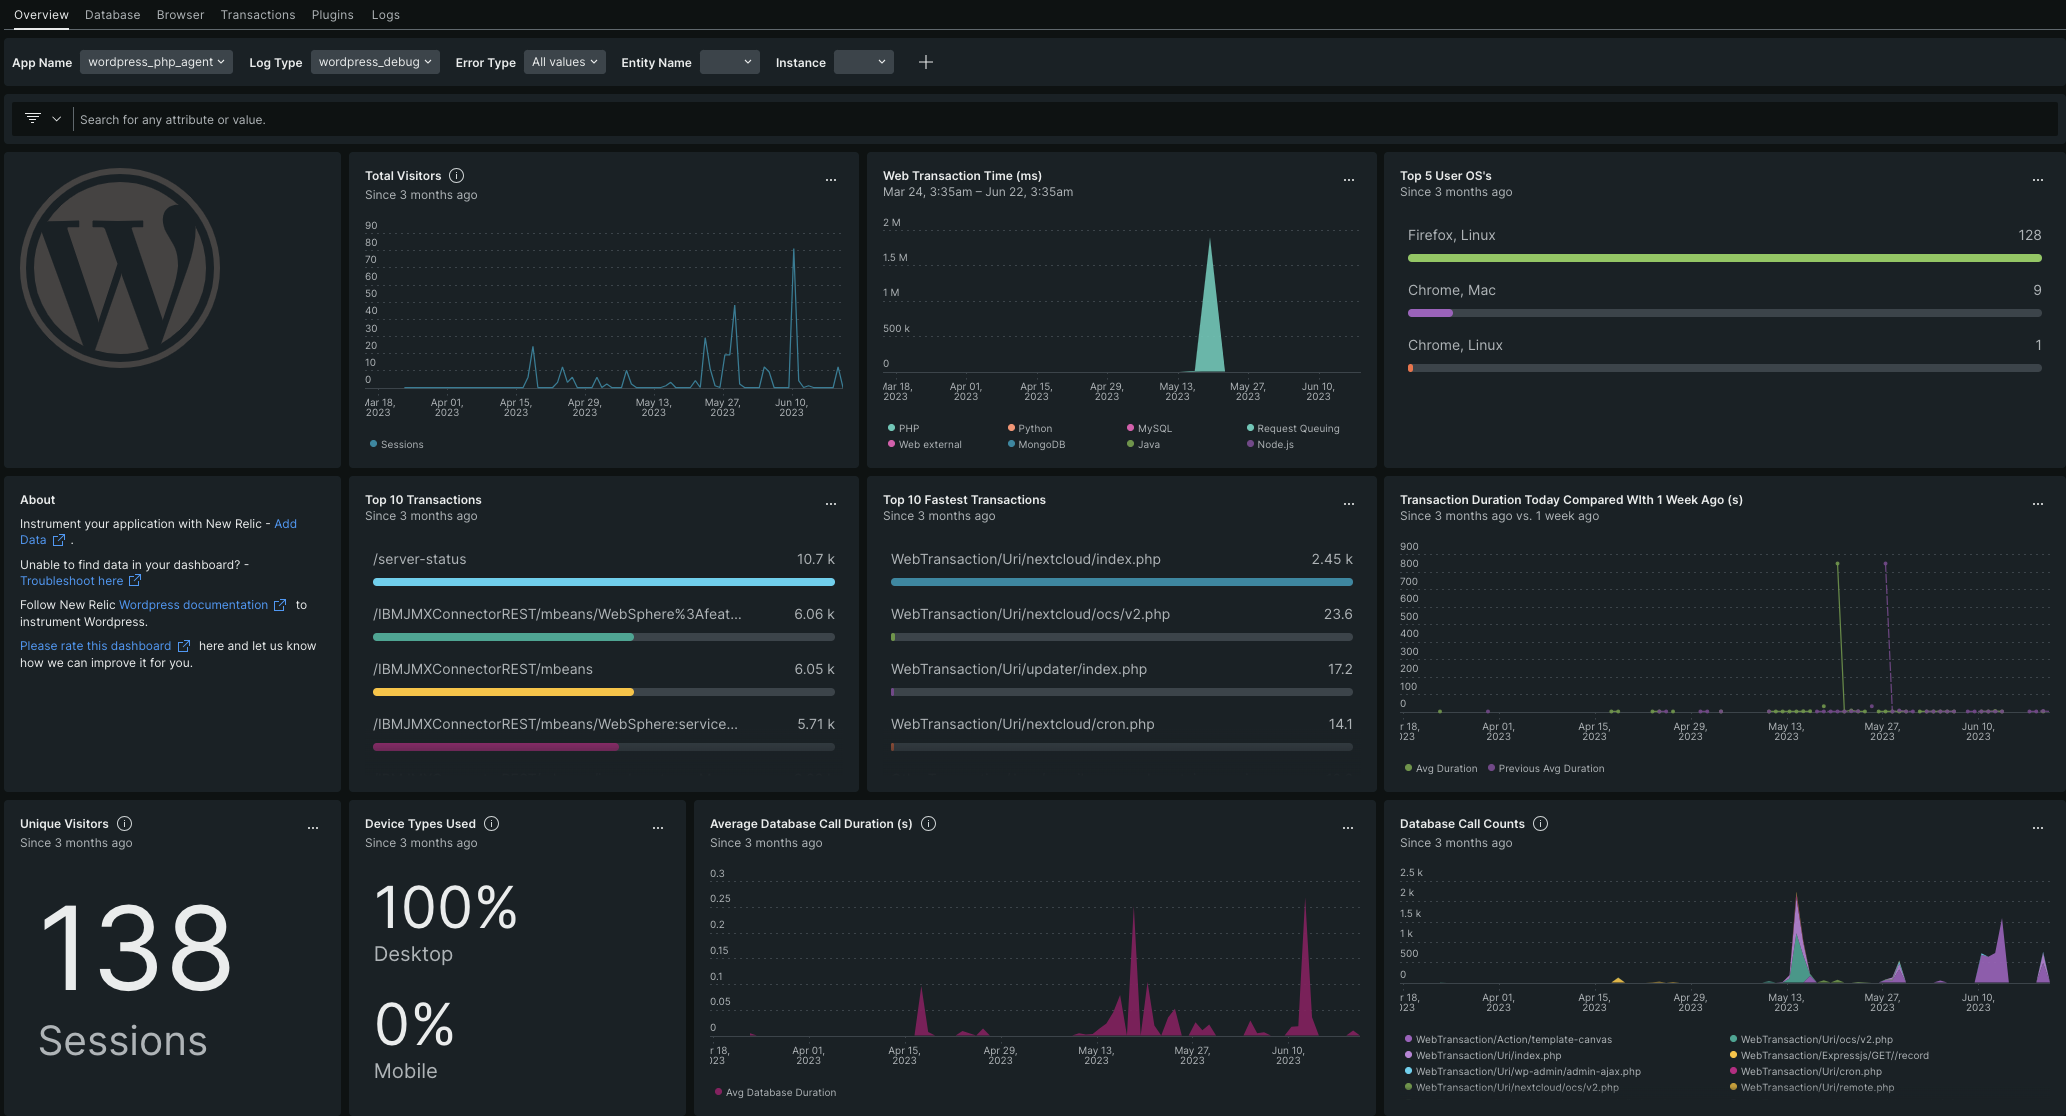 Overview Database Browser Transactions Plugins Logs
App Name wordpress_php_agent Log Type wordpress_debug Error Type All values Entity Name Instance
Search for any attribute or value.
Total Visitors
Since 3 months ago
90
80
70
60
50
40
30
20
10
0
Apr 01, Apr 15, Apr 29, May 13, May 27, Jun 10,
2023 2023 2023 2023 2023 2023 2023
Sessions
Web Transaction Time (ms)
Mar 24, 3:35am – Jun 22, 3:35am
2 M
1.5 M
1 M
500 k
0
Apr 01, Apr 15, Apr 29, May 13, May 27, Jun 10,
2023 2023 2023 2023 2023 2023 2023
PHP Python MySQL Request Queuing
Web external MongoDB Java Node.js
Top 5 User OS's
Since 3 months ago
Firefox, Linux 128
Chrome, Mac 9
Chrome, Linux 1
About
Instrument your application with New Relic - Add
Data .
Unable to find data in your dashboard? -
Troubleshoot here
Follow New Relic Wordpress documentation to
instrument Wordpress.
Please rate this dashboard here and let us know
how we can improve it for you.
Top 10 Transactions
Since 3 months ago
/server-status 10.7 k
/IBMJMXConnectorREST/mbeans/WebSphere%3Afeat... 6.06 k
/IBMJMXConnectorREST/mbeans 6.05 k
/IBMJMXConnectorREST/mbeans/WebSphere:service... 5.71 k
Top 10 Fastest Transactions
Since 3 months ago
WebTransaction/Uri/nextcloud/index.php 2.45 k
WebTransaction/Uri/nextcloud/ocs/v2.php 23.6
WebTransaction/Uri/updater/index.php 17.2
WebTransaction/Uri/nextcloud/cron.php 14.1
Transaction Duration Today Compared WIth 1 Week Ago (s)
Since 3 months ago vs. 1 week ago
900
800
700
600
500
400
300
200
100
0
r 18, Apr 01, Apr 15, Apr 29, May 13, May 27, Jun 10,
2023 2023 2023 2023 2023 2023
Avg Duration Previous Avg Duration
Unique Visitors
Since 3 months ago
138
Sessions
Device Types Used
Since 3 months ago
100%
Desktop
0%
Mobile
Average Database Call Duration (s)
Since 3 months ago
0.3
0.25
0.2
0.15
0.1
0.05
0
r 18, Apr 01, Apr 15, Apr 29, May 13, May 27, Jun 10,
2023 2023 2023 2023 2023 2023
Avg Database Duration
Database Call Counts
Since 3 months ago
2.5 k
2 k
1.5 k
1 k
500
0
r 18, Apr 01, Apr 15, Apr 29, May 13, May 27, Jun 10,
2023 2023 2023 2023 2023 2023
WebTransaction/Action/template-canvas WebTransaction/Uri/ocs/v2.php
WebTransaction/Uri/index.php WebTransaction/Expressjs/GET//record
WebTransaction/Uri/wp-admin/admin-ajax.php WebTransaction/Uri/cron.php
WebTransaction/Uri/nextcloud/ocs/v2.php WebTransaction/Uri/remote.php